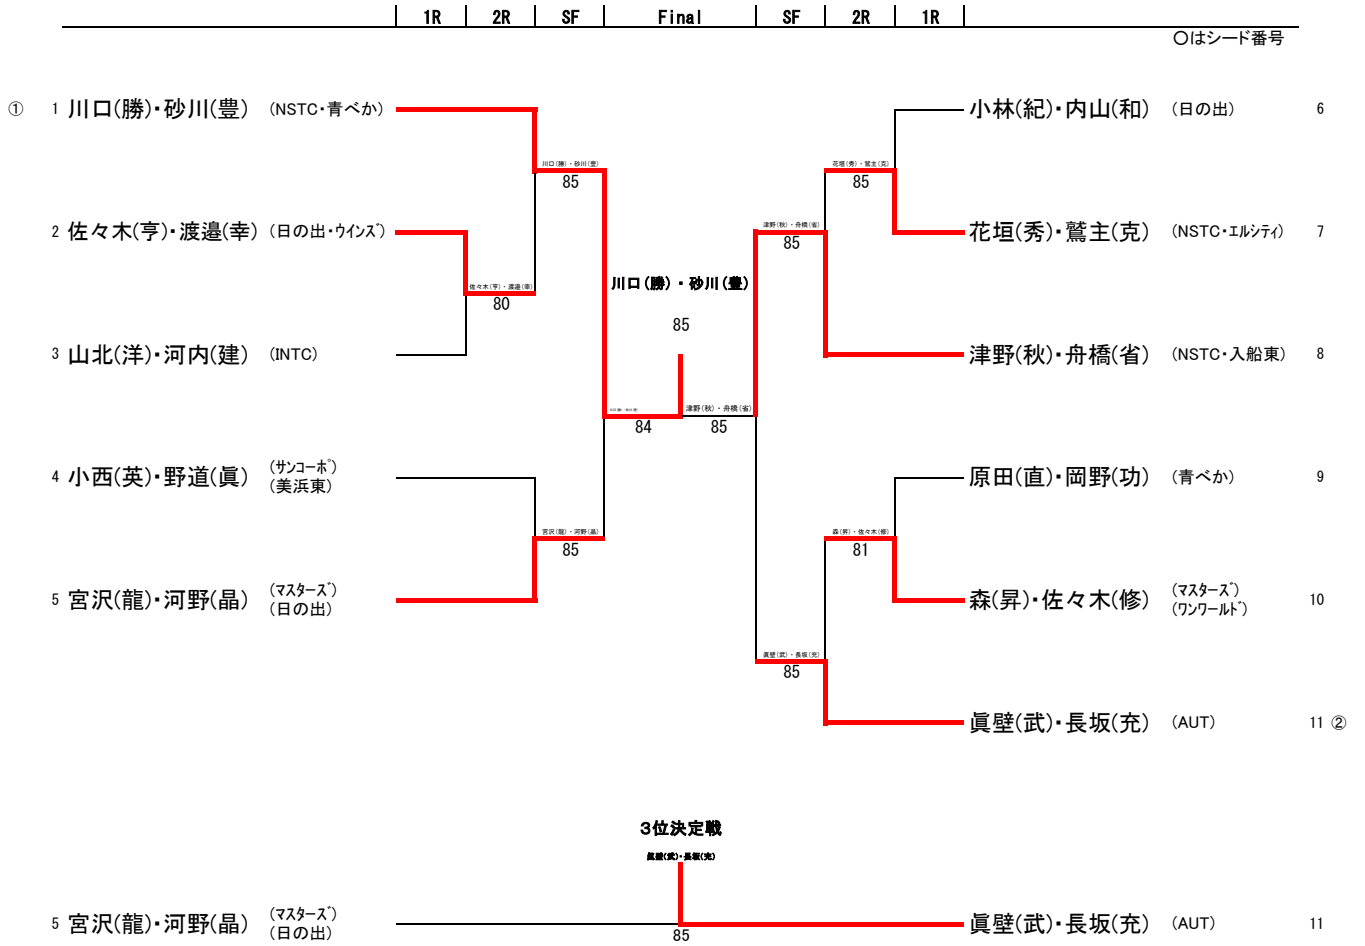 1R 2R SF Final SF 2R 1R
〇はシード番号
① 1 川口(勝)・砂川(豊) (NSTC・青べか)
小林(紀)・内山(和) (日の出) 6
川口(勝)・砂川(豊)
85
花垣(秀)・鷲主(克)
85
2 佐々木(亨)・渡邉(幸) (日の出・ウインズ)
津野(秋)・舟橋(省)
85
花垣(秀)・鷲主(克) (NSTC・エルシティ) 7
佐々木(亨)・渡邉(幸)
80
川口(勝)・砂川(豊)
85
3 山北(洋)・河内(建) (INTC)
津野(秋)・舟橋(省) (NSTC・入船東) 8
84
津野(秋)・舟橋(省)
85
4 小西(英)・野道(眞) (サンコーポ)
(美浜東)
原田(直)・岡野(功) (青べか) 9
宮沢(龍)・河野(晶)
85
森(昇)・佐々木(修)
81
5 宮沢(龍)・河野(晶) (マスターズ)
(日の出)
森(昇)・佐々木(修) (マスターズ)
(ワンワールド) 10
眞壁(武)・長坂(充)
85
眞壁(武)・長坂(充) (AUT) 11 ②
3位決定戦
眞壁(武)・長坂(充)
5 宮沢(龍)・河野(晶) (マスターズ)
(日の出)
85
眞壁(武)・長坂(充) (AUT) 11